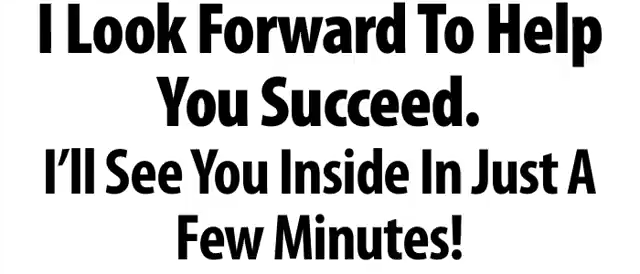 I Look Forward To Help
You Succeed.
I’ll See You Inside In Just A
Few Minutes!